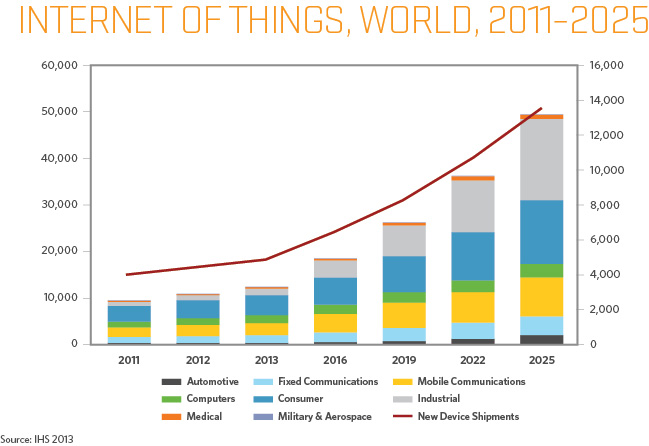 INTERNET OF THINGS, WORLD, 2011–2025
60,000 16,000
50,000 14,000
40,000 12,000
30,000 10,000
20,000 8,000
10,000 6,000
0 4,000
2,000
0
2011 2012 2013 2016 2019 2022 2025
Automotive Fixed Communications Mobile Communications
Computers Consumer Industrial
Medical Military & Aerospace New Device Shipments
Source: IHS 2013